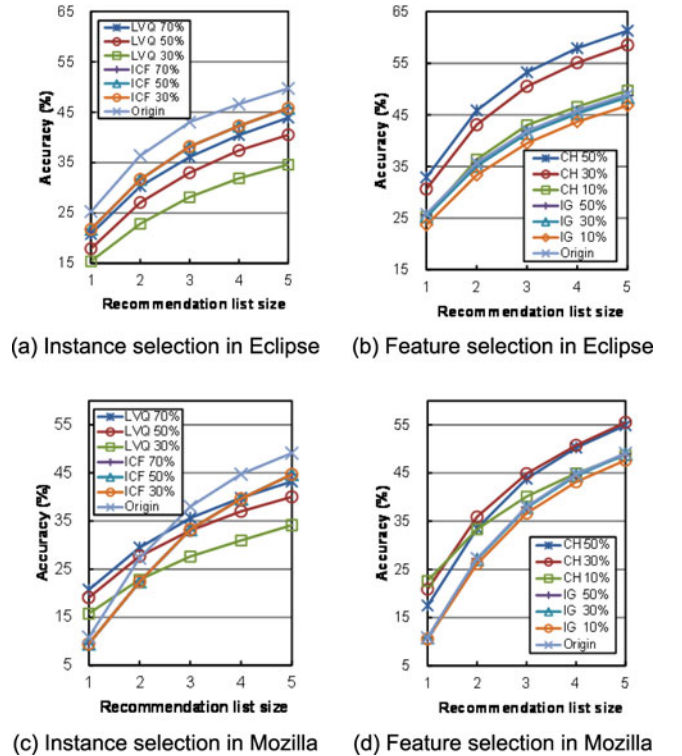 65
55
45
35
25
15
Accuracy (%)
LVQ 70%
LVQ 50%
LVQ 30%
ICF 70%
ICF 50%
ICF 30%
Origin
1 2 3 4 5
Recommendation list size
(a) Instance selection in Eclipse
65
55
45
35
25
15
Accuracy (%)
CH 50%
CH 30%
CH 10%
IG 50%
IG 30%
IG 10%
Origin
1 2 3 4 5
Recommendation list size
(b) Feature selection in Eclipse
55
45
35
25
15
5
Accuracy (%)
LVQ 70%
LVQ 50%
LVQ 30%
ICF 70%
ICF 50%
ICF 30%
Origin
1 2 3 4 5
Recommendation list size
(c) Instance selection in Mozilla
55
45
35
25
15
5
Accuracy (%)
CH 50%
CH 30%
CH 10%
IG 50%
IG 30%
IG 10%
Origin
1 2 3 4 5
Recommendation list size
(d) Feature selection in Mozilla